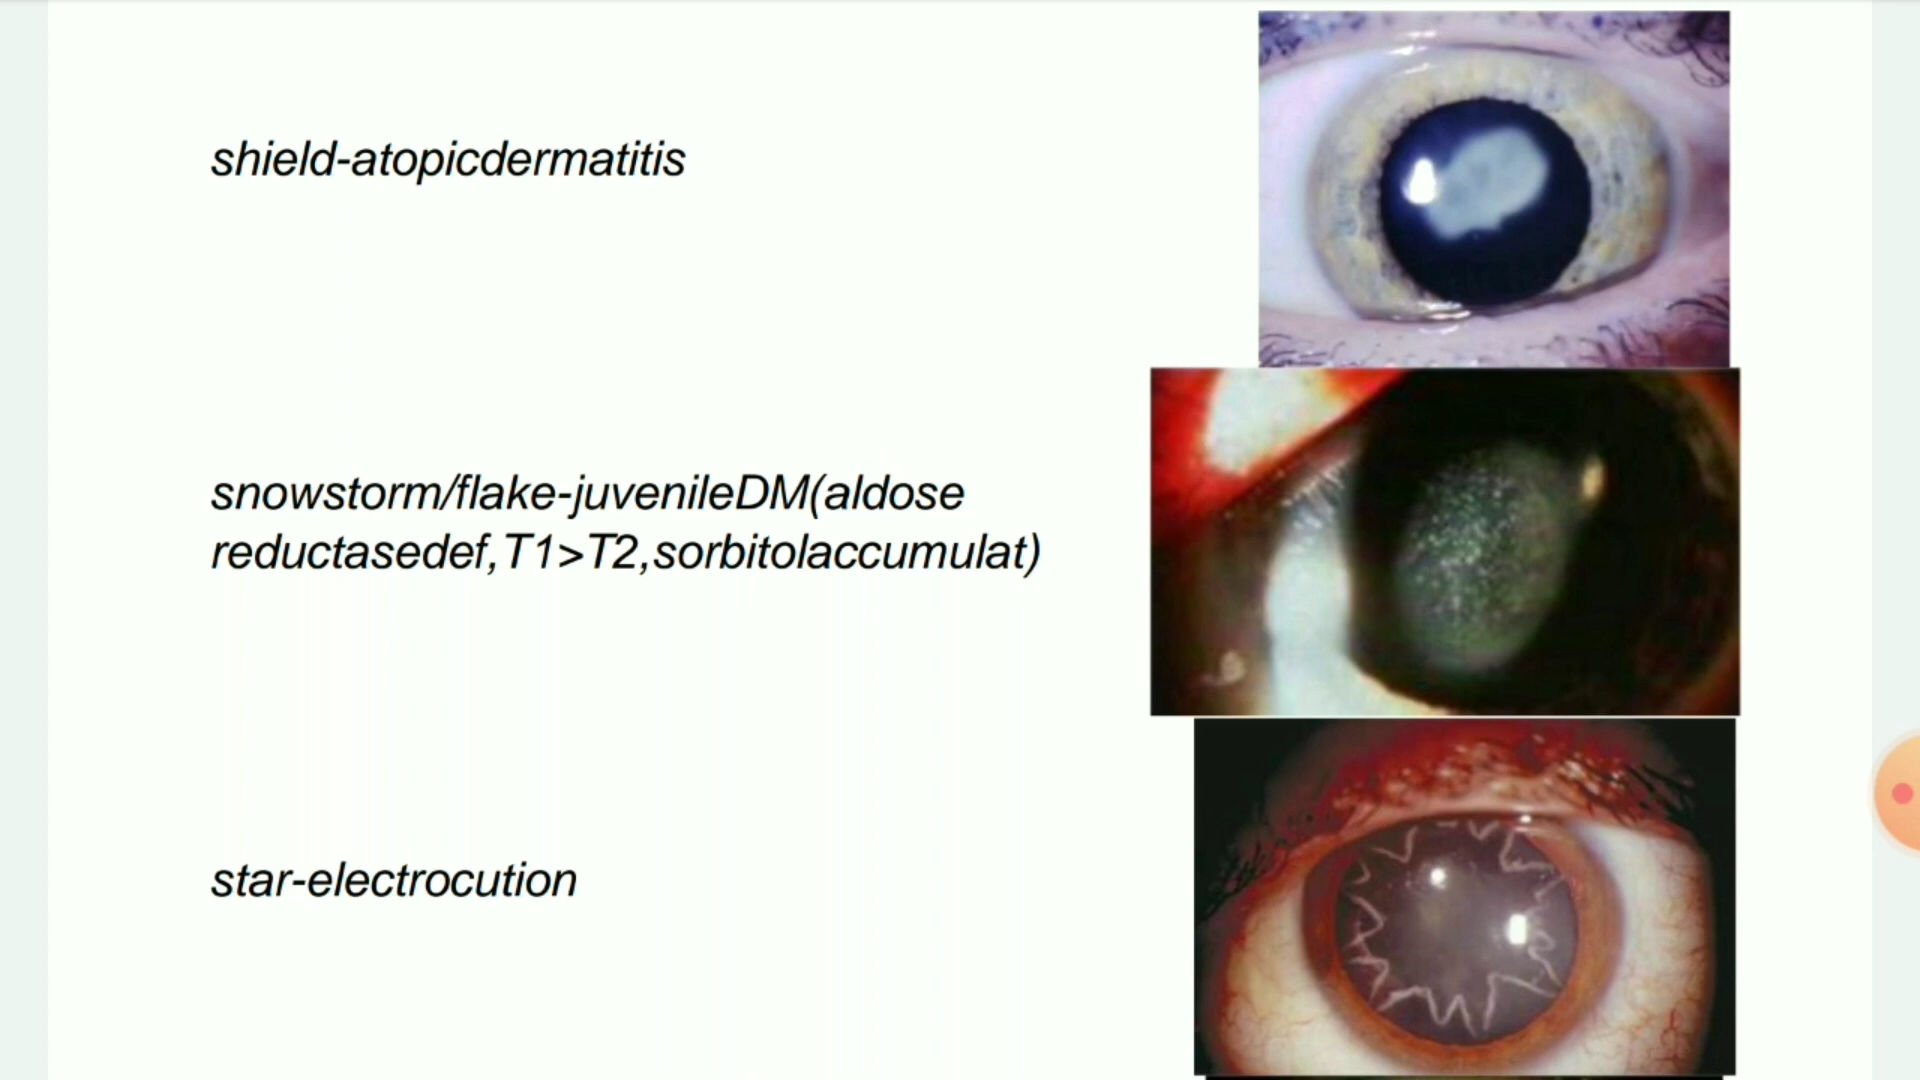 shield-atopicdermatitis
snowstorm/flake-juvenileDM(aldose
reductasedef,T1>T2,sorbitolaccumulat)
star-electrocution